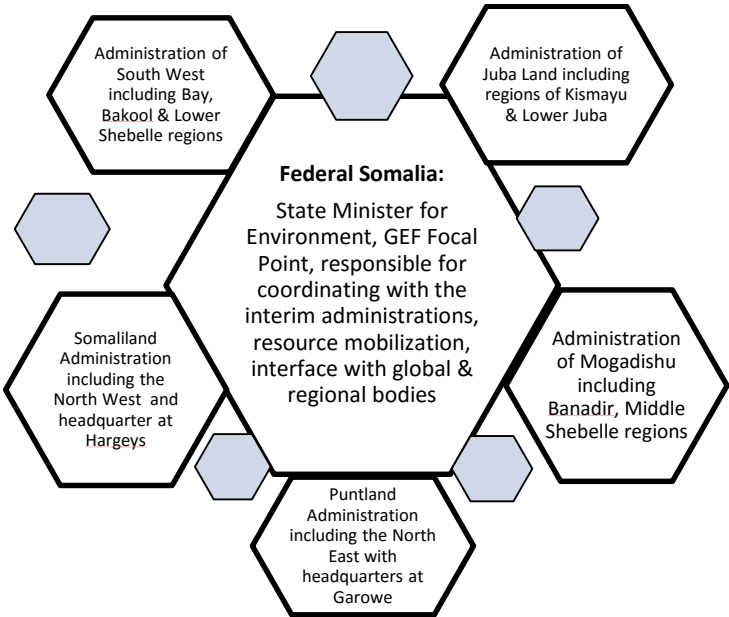 Administration of
South West
including Bay,
Bakool & Lower
Shebelle regions
Administration of
Juba Land including
regions of Kismayu
& Lower Juba
Federal Somalia:
State Minister for
Environment, GEF Focal
Point, responsible for
coordinating with the
interim administrations,
resource mobilization,
interface with global &
regional bodies
Somaliland
Administration
including the
North West and
headquarter at
Hargeys
Administration
of Mogadishu
including
Banadir, Middle
Shebelle regions
Puntland
Administration
including the North
East with
headquarters at
Garowe